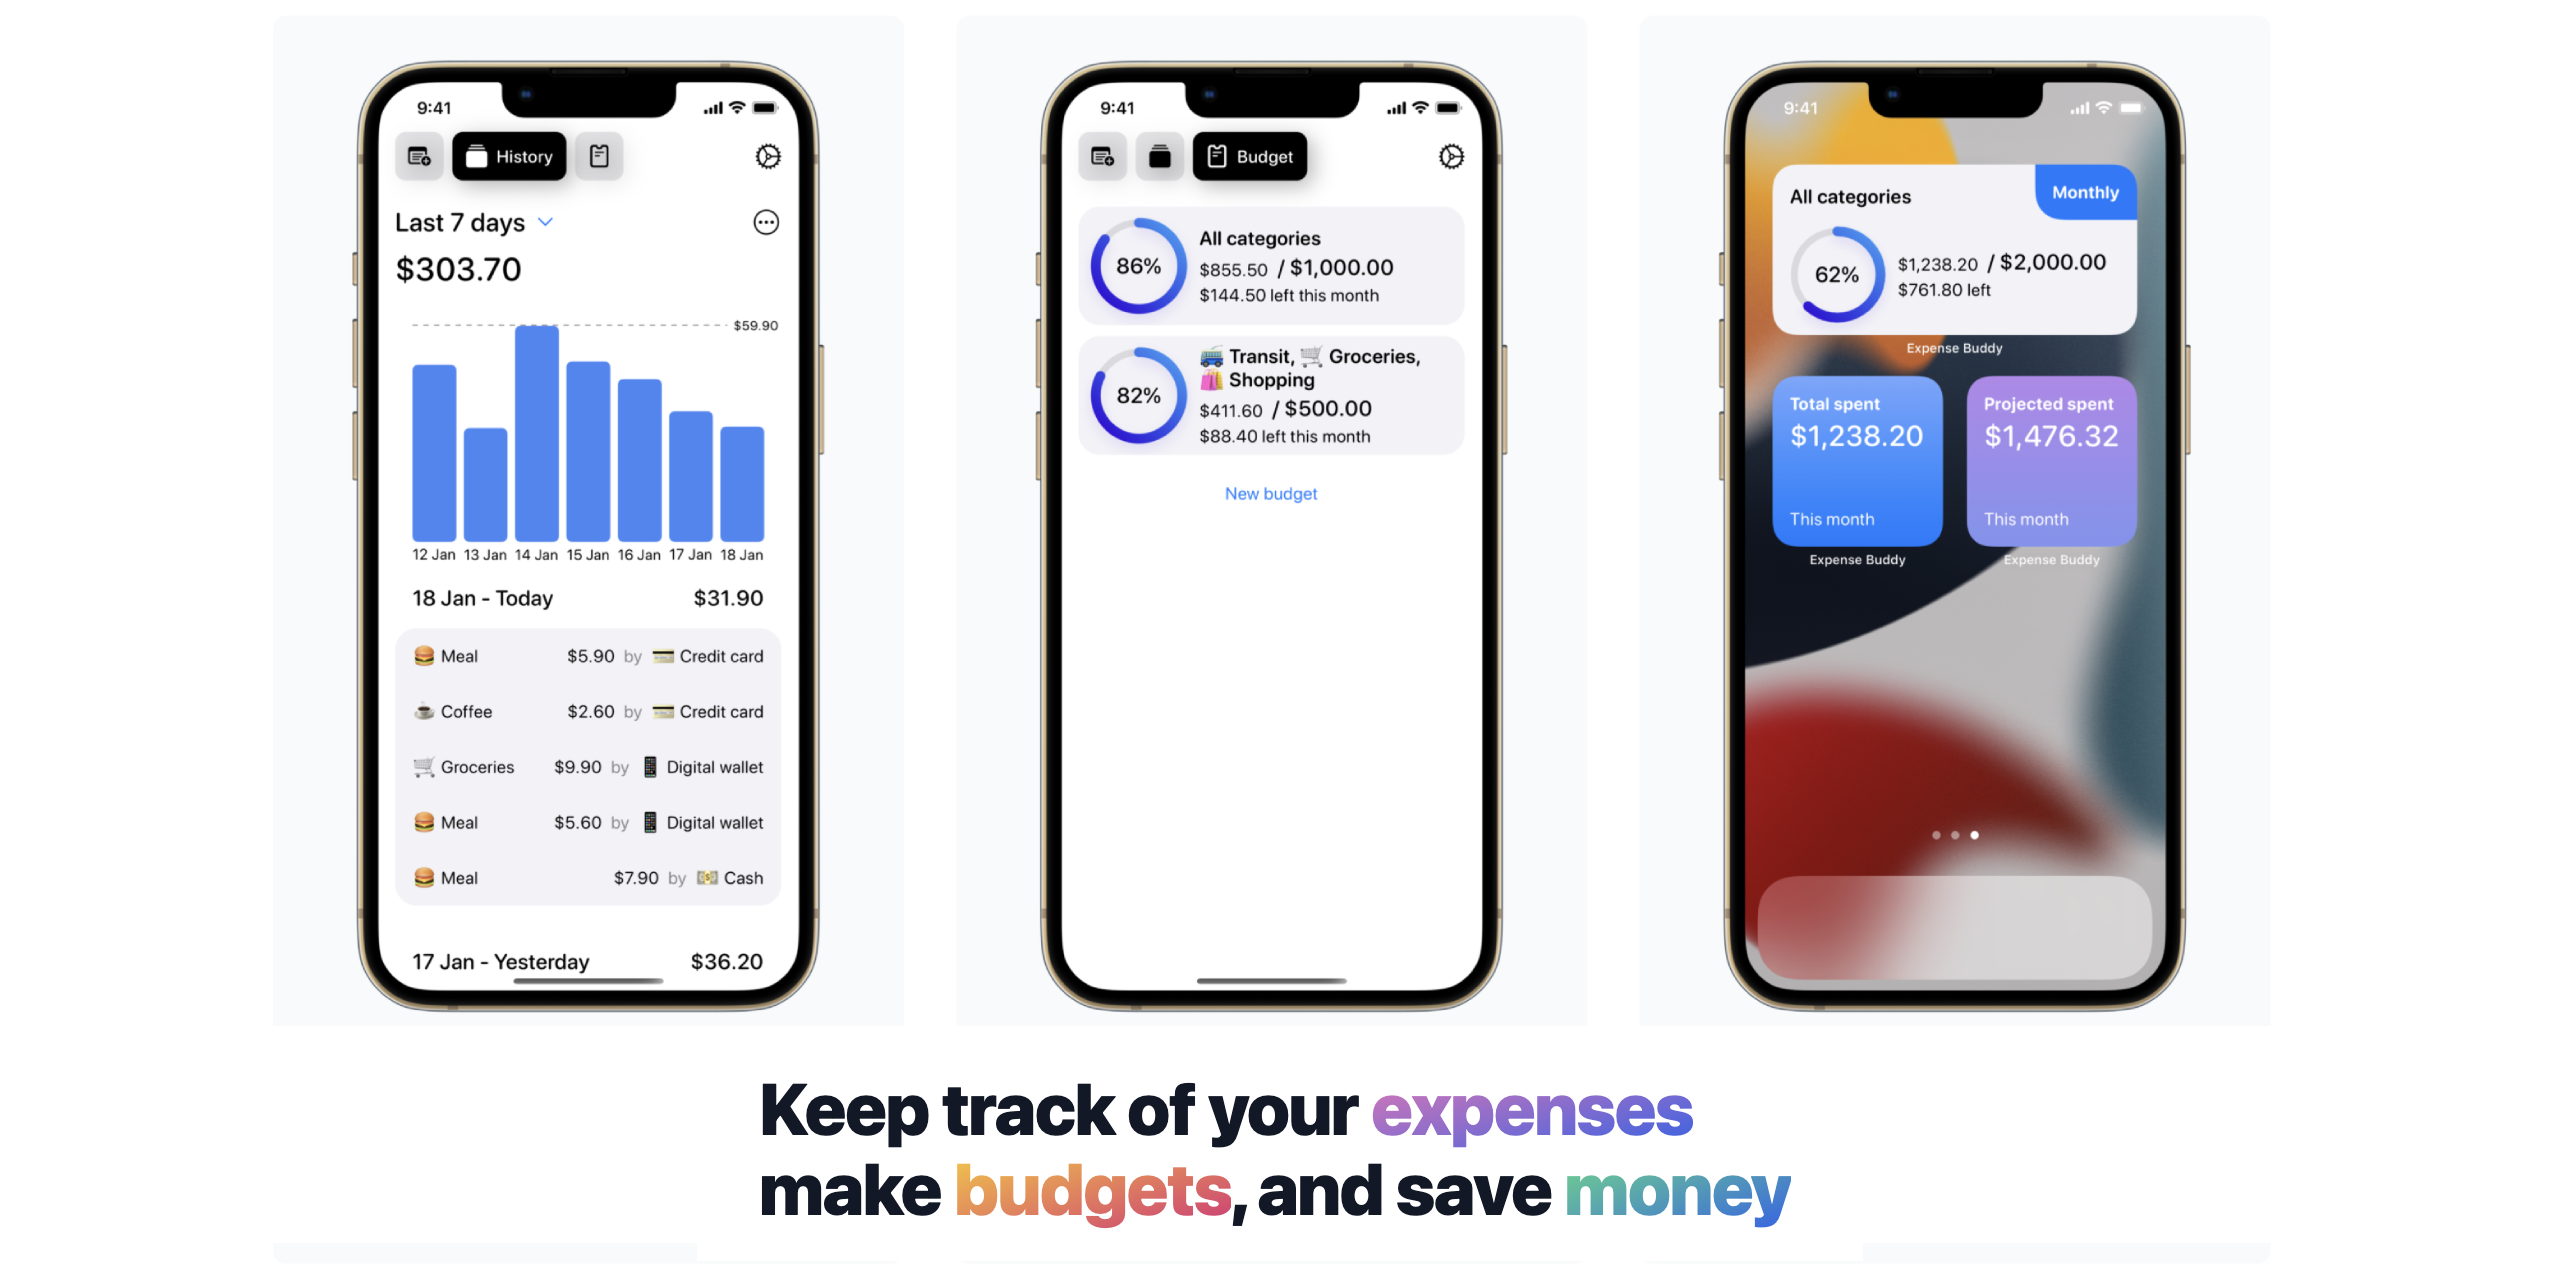 9:41
History
Last 7 days
$303.70
$59.90
12 Jan 13 Jan 14 Jan 15 Jan 16 Jan 17 Jan 18 Jan
18 Jan - Today $31.90
🍔 Meal $5.90 by 💳 Credit card
☕ Coffee $2.60 by 💳 Credit card
🛒 Groceries $9.90 by 📱 Digital wallet
🍔 Meal $5.60 by 📱 Digital wallet
🍔 Meal $7.90 by 💵 Cash
17 Jan - Yesterday $36.20
9:41
Budget
86%
All categories
$855.50 / $1,000.00
$144.50 left this month
82%
🚎 Transit, 🛒 Groceries,
🛍️ Shopping
$411.60 / $500.00
$88.40 left this month
New budget
9:41
All categories
Monthly
62%
$1,238.20 / $2,000.00
$761.80 left
Expense Buddy
Total spent
$1,238.20
This month
Expense Buddy
Projected spent
$1,476.32
This month
Expense Buddy
Keep track of your expenses
make budgets, and save money